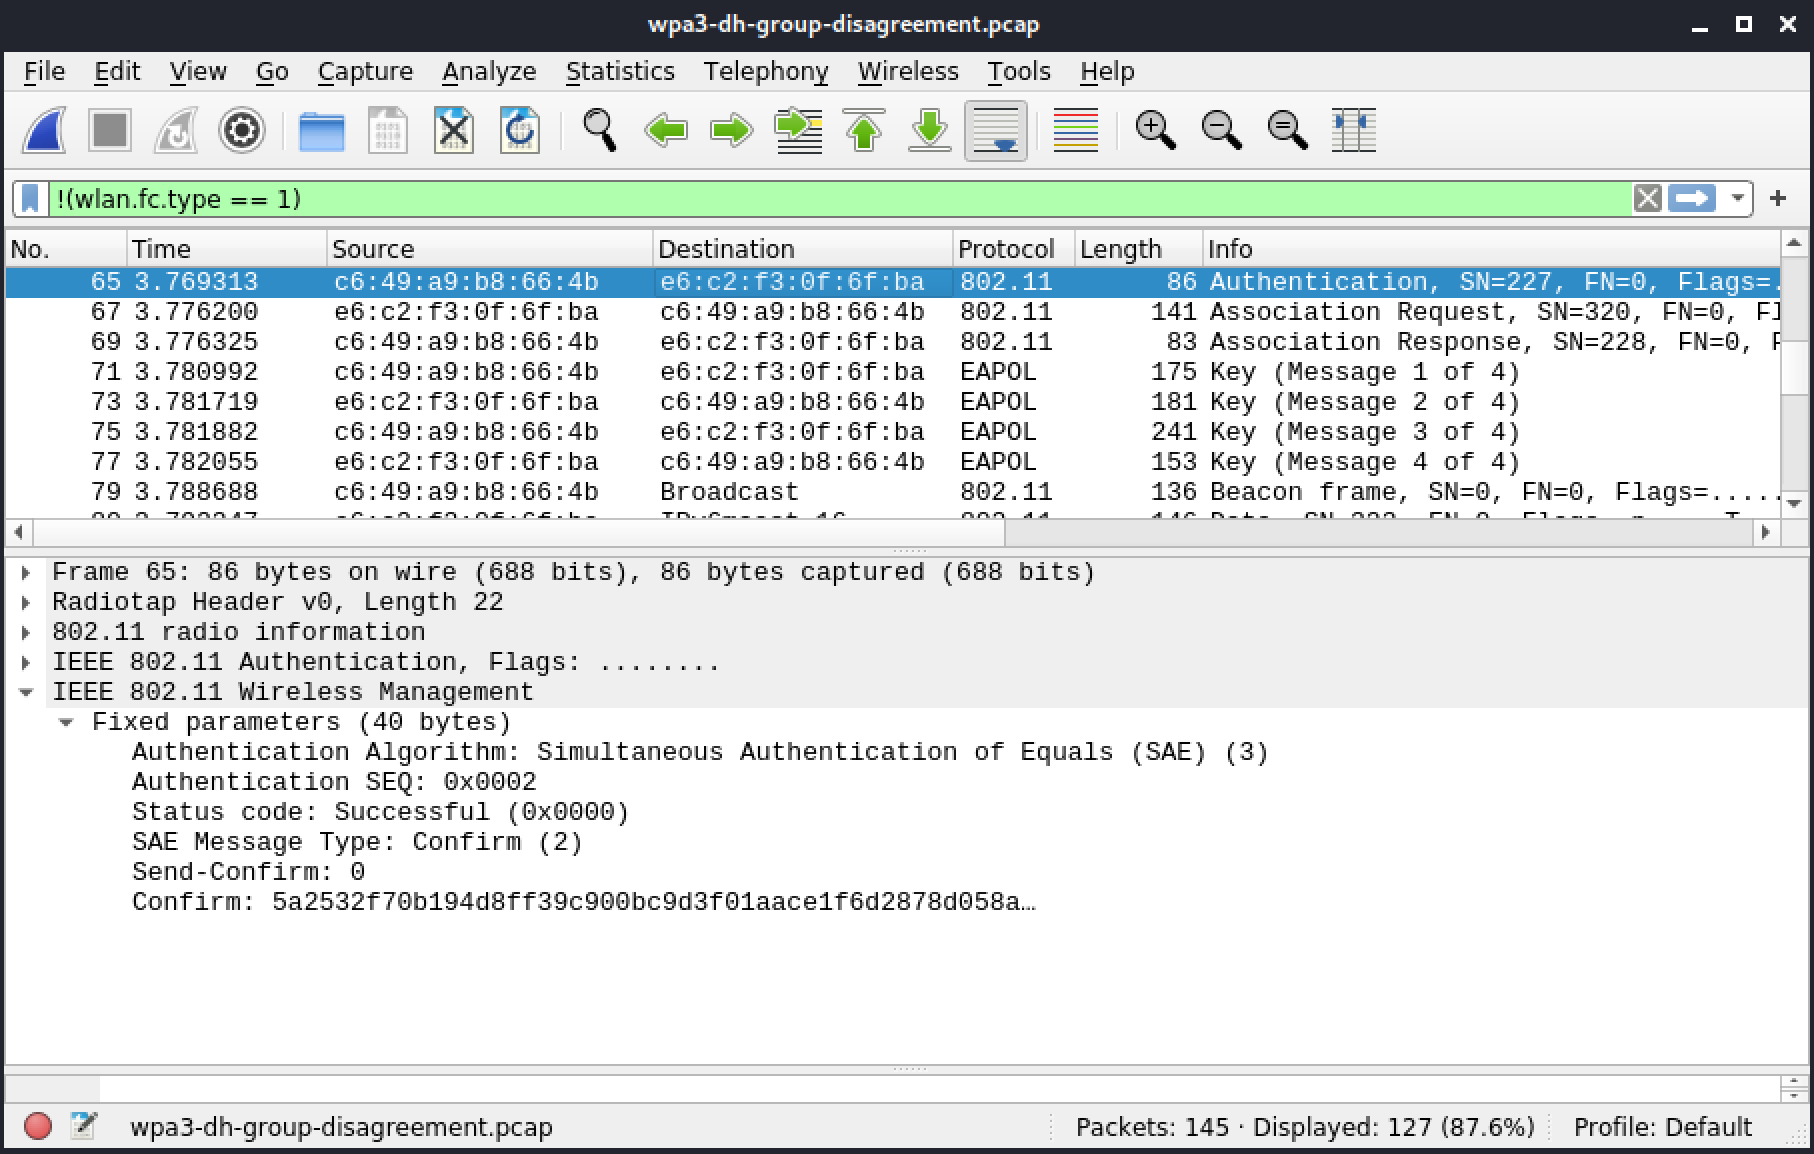 wpa3-dh-group-disagreement.pcap
File Edit View Go Capture Analyze Statistics Telephony Wireless Tools Help
!(wlan.fc.type == 1)
No. Time Source Destination Protocol Length Info
65 3.769313 c6:49:a9:b8:66:4b e6:c2:f3:0f:6f:ba 802.11 86 Authentication, SN=227, FN=0, Flags=.
67 3.776200 e6:c2:f3:0f:6f:ba c6:49:a9:b8:66:4b 802.11 141 Association Request, SN=320, FN=0, Fl
69 3.776325 c6:49:a9:b8:66:4b e6:c2:f3:0f:6f:ba 802.11 83 Association Response, SN=228, FN=0, F
71 3.780992 c6:49:a9:b8:66:4b e6:c2:f3:0f:6f:ba EAPOL 175 Key (Message 1 of 4)
73 3.781719 e6:c2:f3:0f:6f:ba c6:49:a9:b8:66:4b EAPOL 181 Key (Message 2 of 4)
75 3.781882 c6:49:a9:b8:66:4b e6:c2:f3:0f:6f:ba EAPOL 241 Key (Message 3 of 4)
77 3.782055 e6:c2:f3:0f:6f:ba c6:49:a9:b8:66:4b EAPOL 153 Key (Message 4 of 4)
79 3.788688 c6:49:a9:b8:66:4b Broadcast 802.11 136 Beacon frame, SN=0, FN=0, Flags=.....
Frame 65: 86 bytes on wire (688 bits), 86 bytes captured (688 bits)
Radiotap Header v0, Length 22
802.11 radio information
IEEE 802.11 Authentication, Flags: ........
IEEE 802.11 Wireless Management
Fixed parameters (40 bytes)
Authentication Algorithm: Simultaneous Authentication of Equals (SAE) (3)
Authentication SEQ: 0x0002
Status code: Successful (0x0000)
SAE Message Type: Confirm (2)
Send-Confirm: 0
Confirm: 5a2532f70b194d8ff39c900bc9d3f01aace1f6d2878d058a…
wpa3-dh-group-disagreement.pcap Packets: 145 · Displayed: 127 (87.6%) Profile: Default